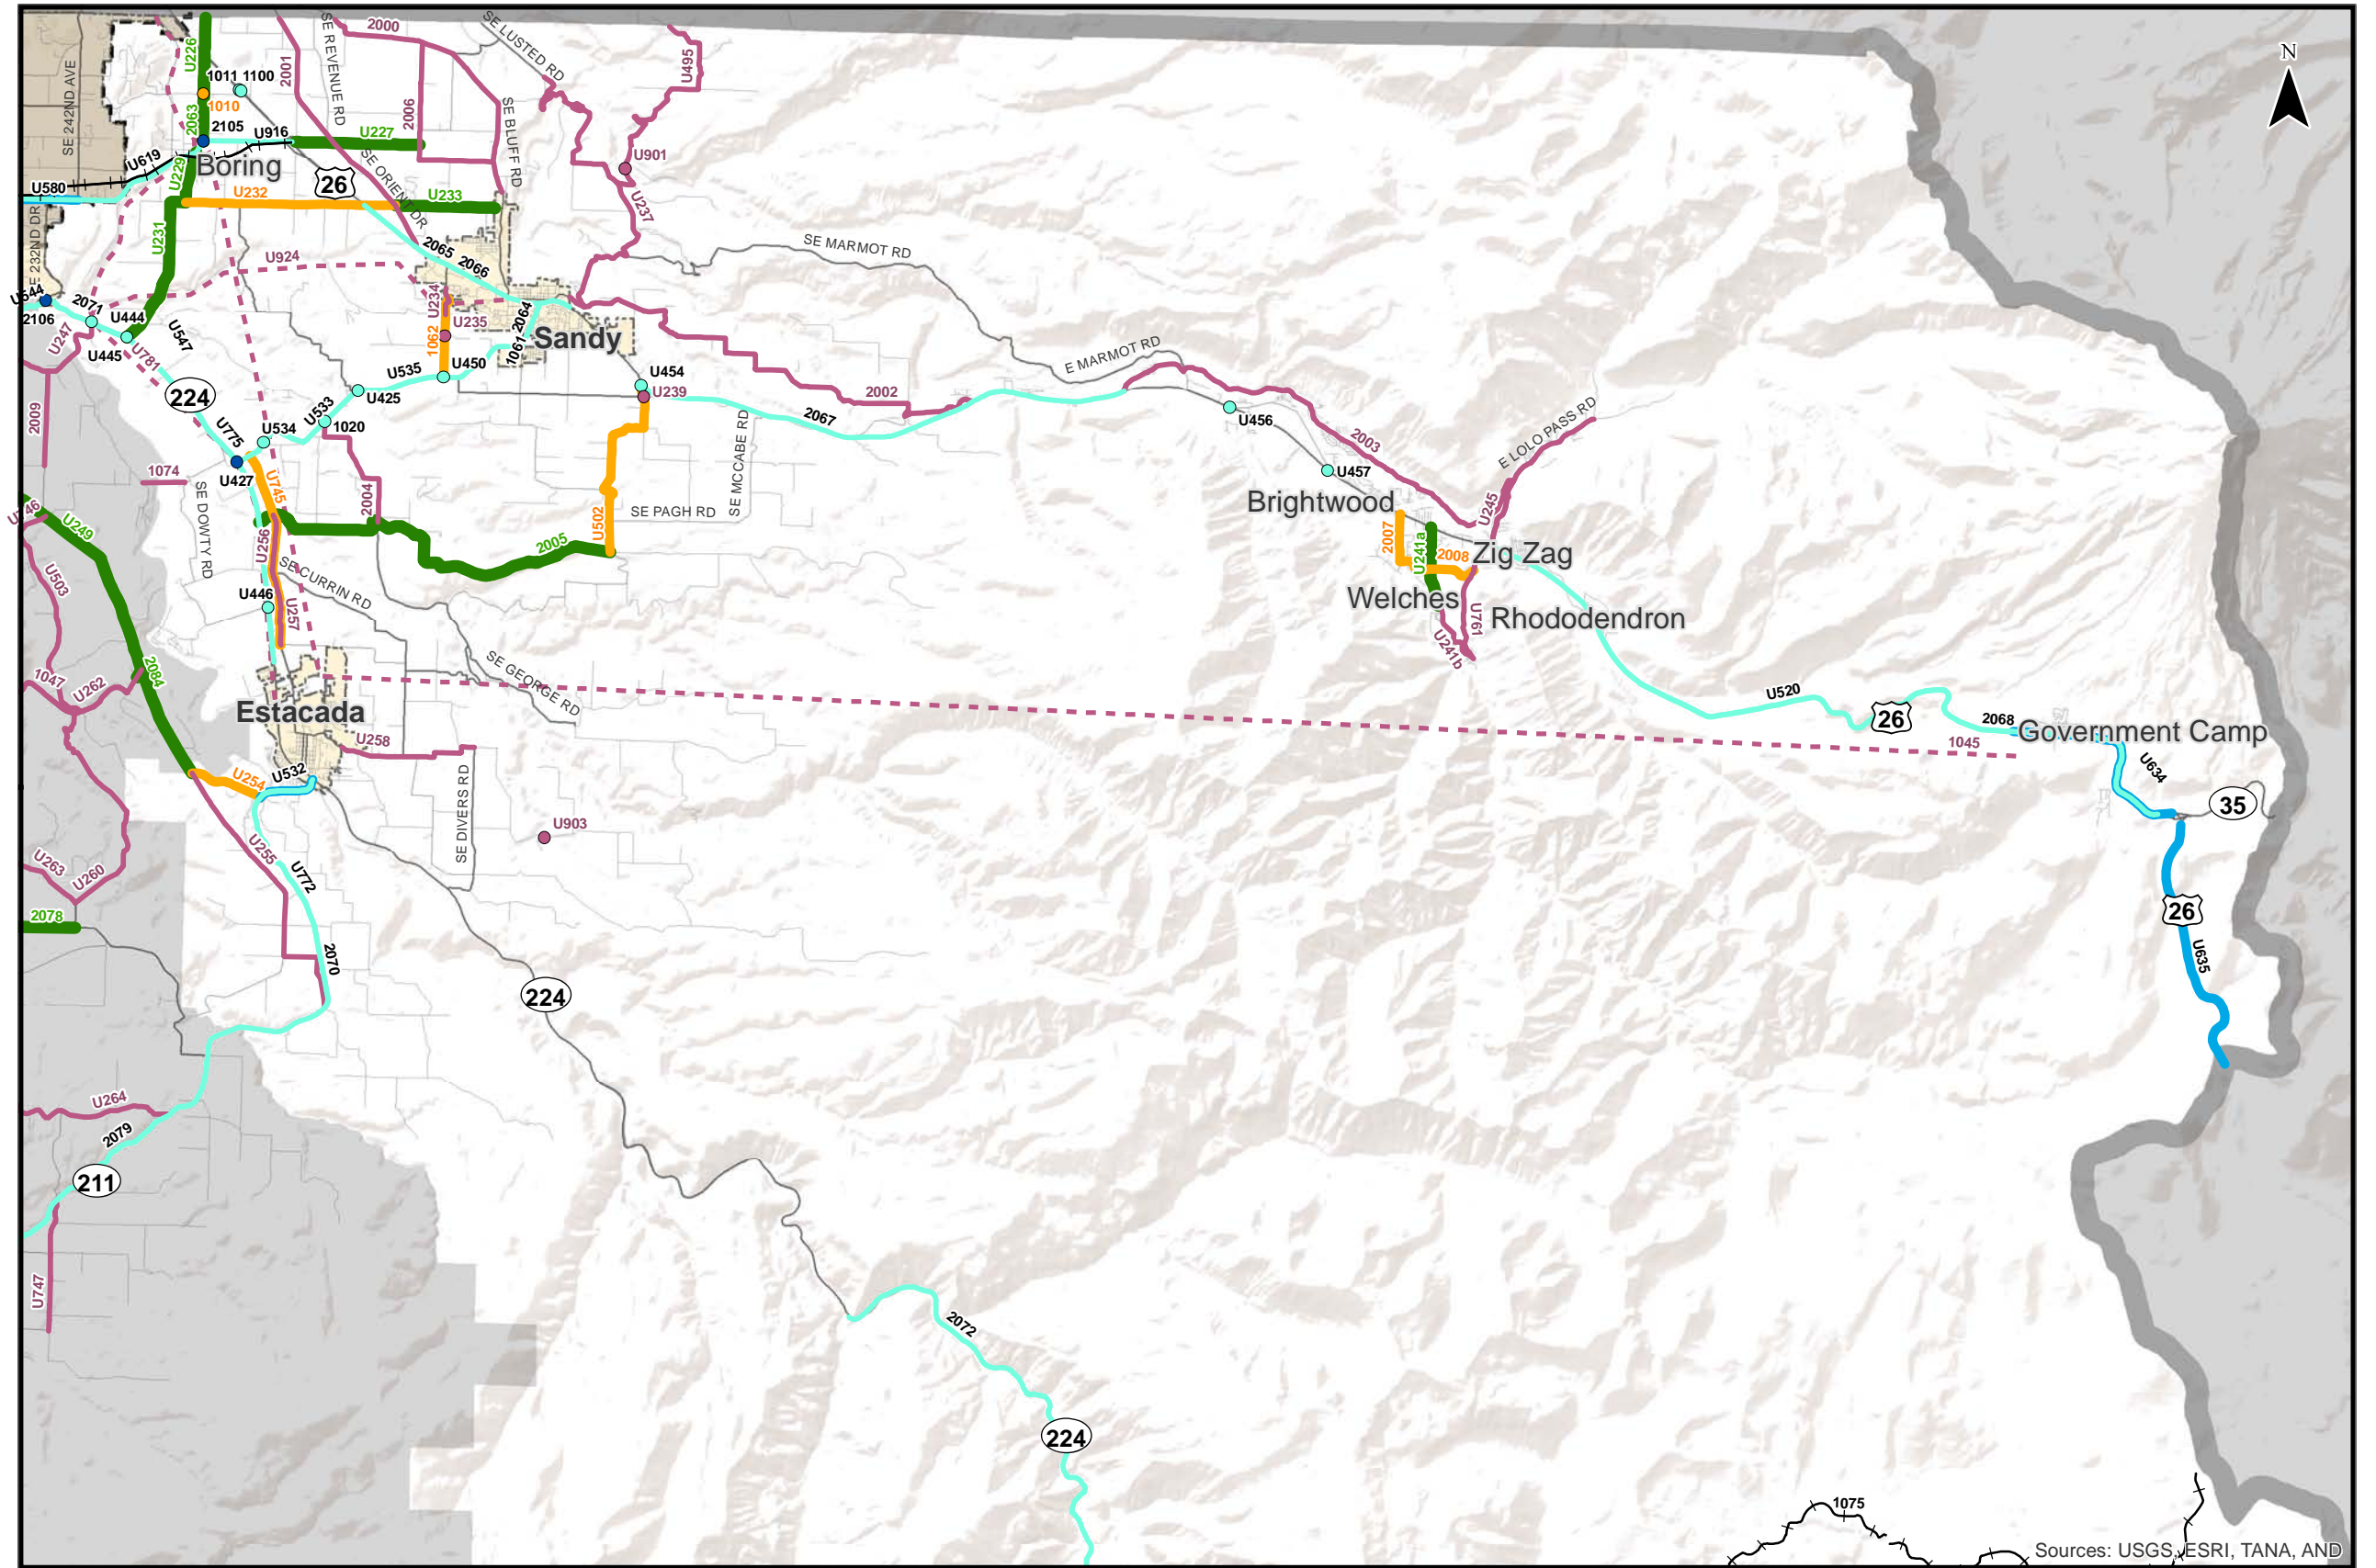 N
SE LUSTED RD
2000
U226
SE REVENUE RD
2001
U495
SE 242ND AVE
1011 1100
1010
2006
2063
2105
U916
U227
SE BLUFF RD
U619
U229
Boring
U901
U580
26
SE ORIENT DR
U232
U233
U237
E 232ND DR
U231
2065
2066
SE MARMOT RD
U924
U544
2071
2106
U444
U547
U234
U235
2064
1061
Sandy
1062
U247
U445
U781
U450
U454
U239
E MARMOT RD
224
U535
U425
2002
2067
U456
2009
U533
1020
U534
U775
SE MCCABE RD
2003
E LOLO PASS RD
1074
U427
U457
SE DOWTY RD
U745
2004
Brightwood
U245
U246
U249
U502
SE PAGH RD
2007
U241a
2008
Zig Zag
U256
2005
U503
SE CURRIN RD
Welches
U446
U257
U761
Rhododendron
U241b
2084
SE GEORGE RD
1047
U262
U520
26
2068
Government Camp
Estacada
U258
1045
U634
U254
U532
35
SE DIVERS RD
U903
U255
U263
U260
U772
2078
26
2070
U635
224
U264
2079
211
U747
2072
224
1075
Sources: USGS, ESRI, TANA, AND